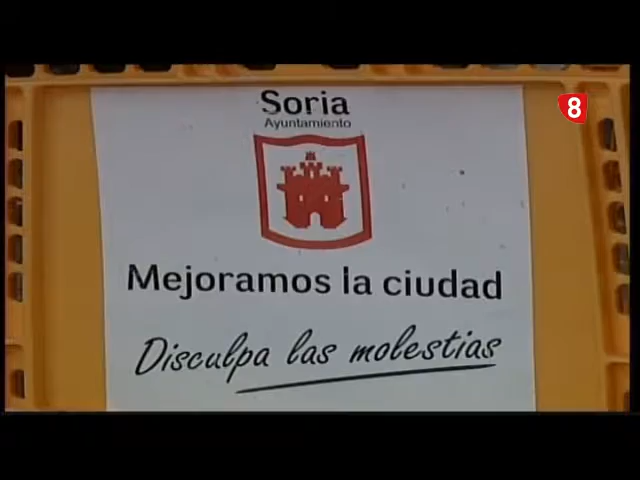 Soria
Ayuntamiento
8
Mejoramos la ciudad
Disculpa las molestias